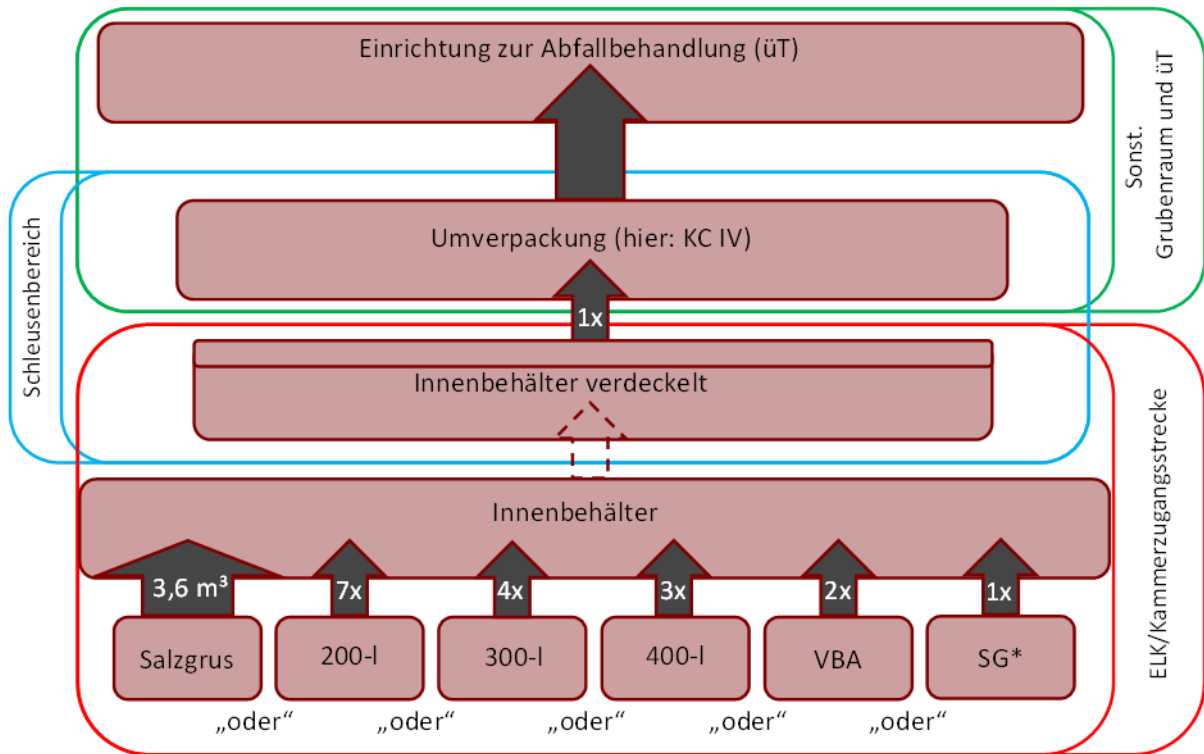 Einrichtung zur Abfallbehandlung (üT)
Sonst.
Grubenraum und üT
Schleusenbereich
Umverpackung (hier: KC IV)
1x
Innenbehälter verdeckelt
ELK/Kammerzugangsstrecke
Innenbehälter
3,6 m³ 7x 4x 3x 2x 1x
Salzgrus 200-l 300-l 400-l VBA SG*
„oder“ „oder“ „oder“ „oder“ „oder“